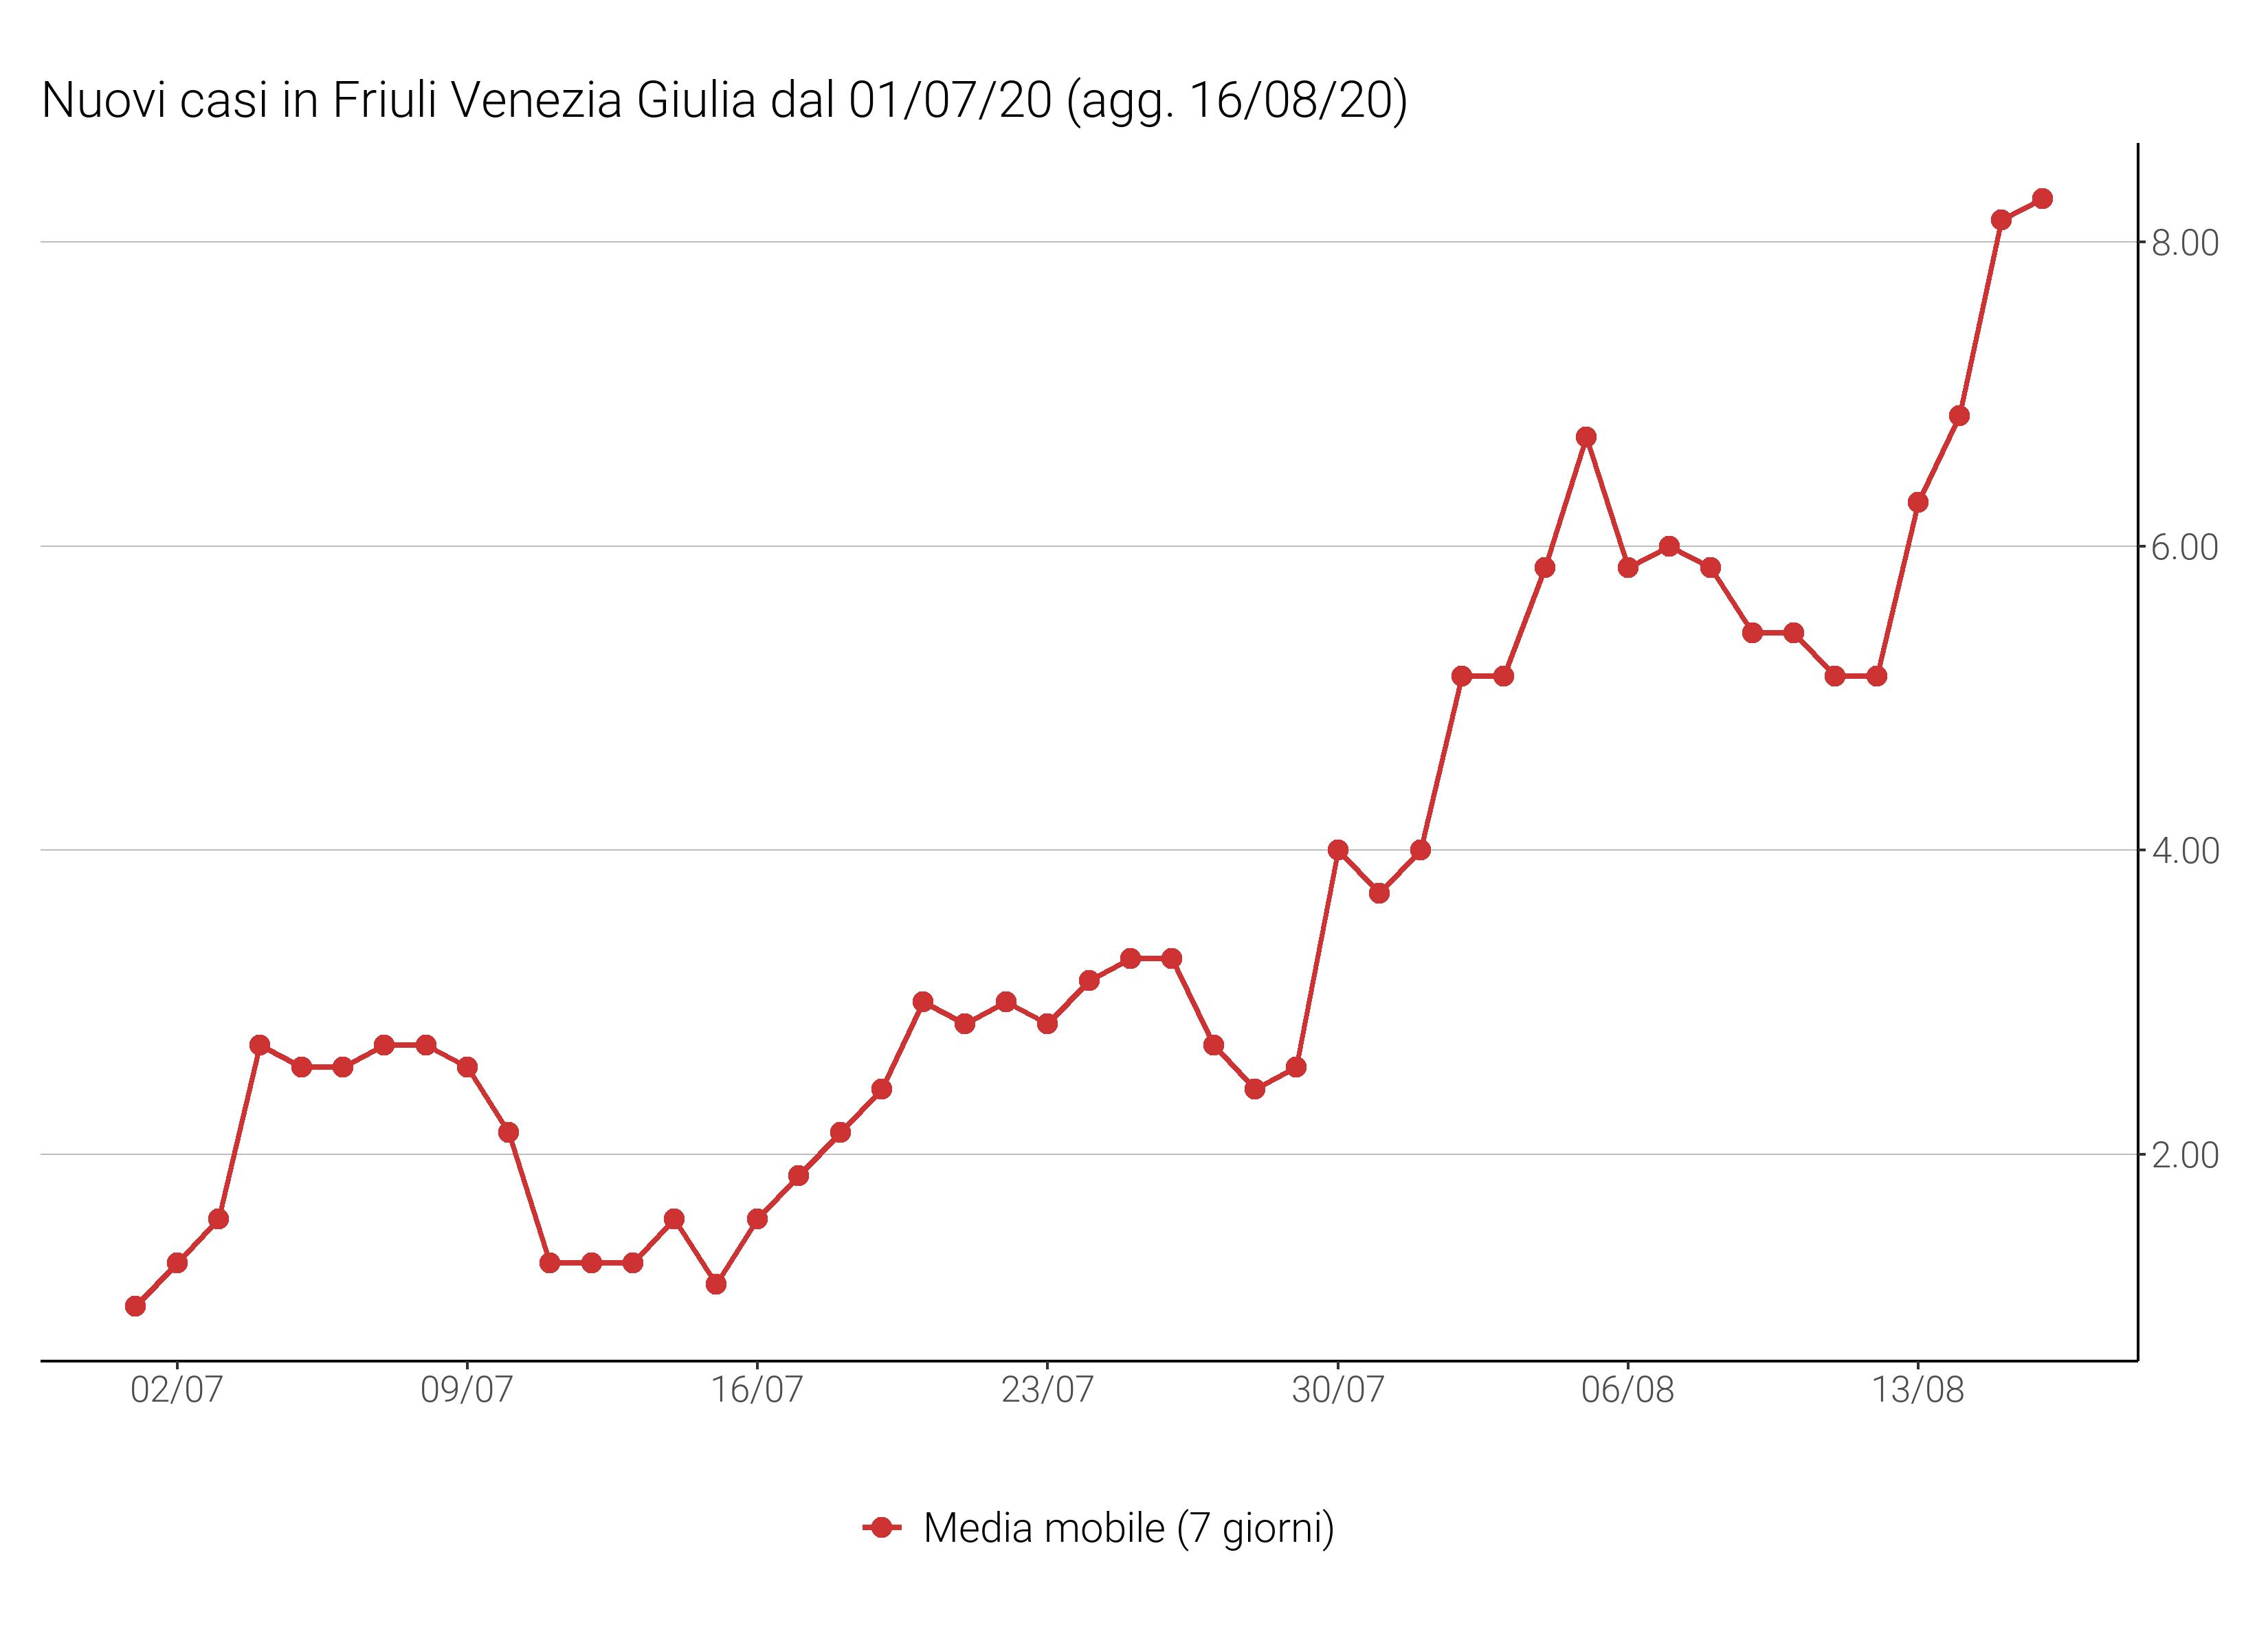 Nuovi casi in Friuli Venezia Giulia dal 01/07/20 (agg. 16/08/20)
8.00
6.00
4.00
2.00
02/07 09/07 16/07 23/07 30/07 06/08 13/08
Media mobile (7 giorni)